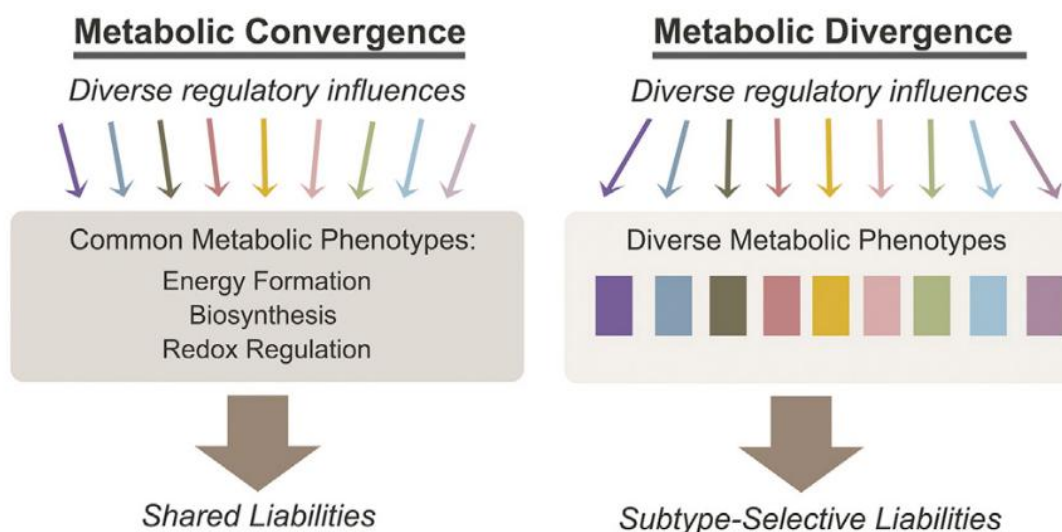 Metabolic Convergence
Diverse regulatory influences
Common Metabolic Phenotypes:
Energy Formation
Biosynthesis
Redox Regulation
Shared Liabilities
Metabolic Divergence
Diverse regulatory influences
Diverse Metabolic Phenotypes
Subtype-Selective Liabilities